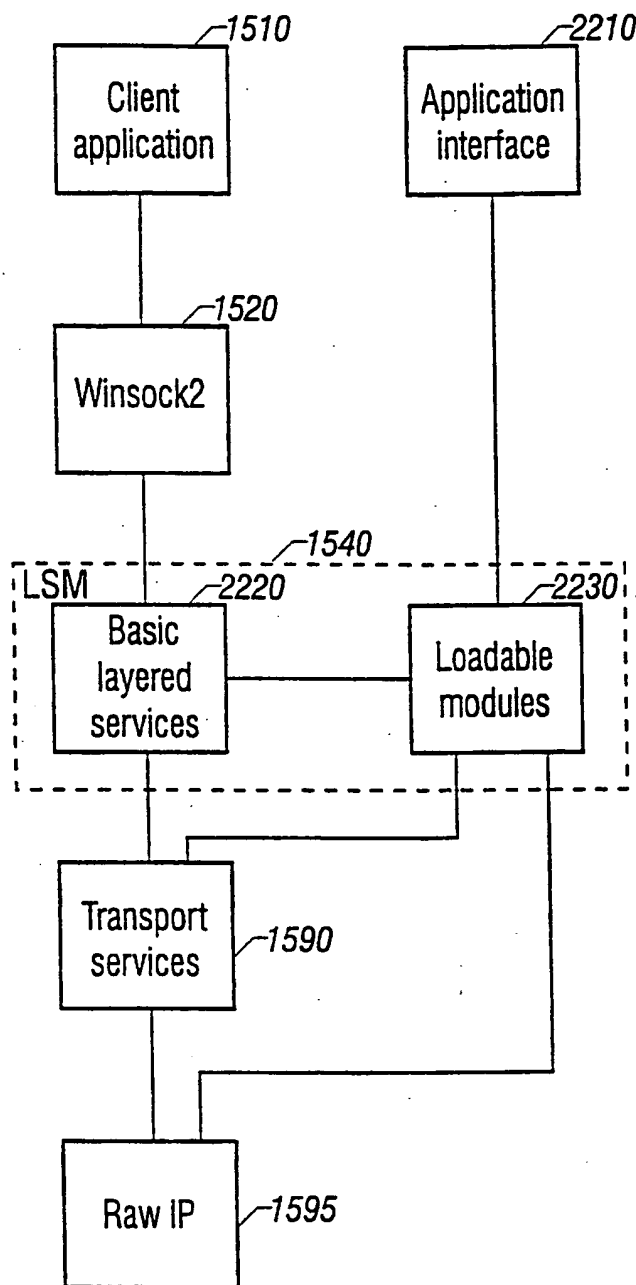 1510
2210
Client
application
Application
interface
1520
Winsock2
1540
LSM
2220
2230
Basic
layered
services
Loadable
modules
Transport
services
1590
Raw IP
1595